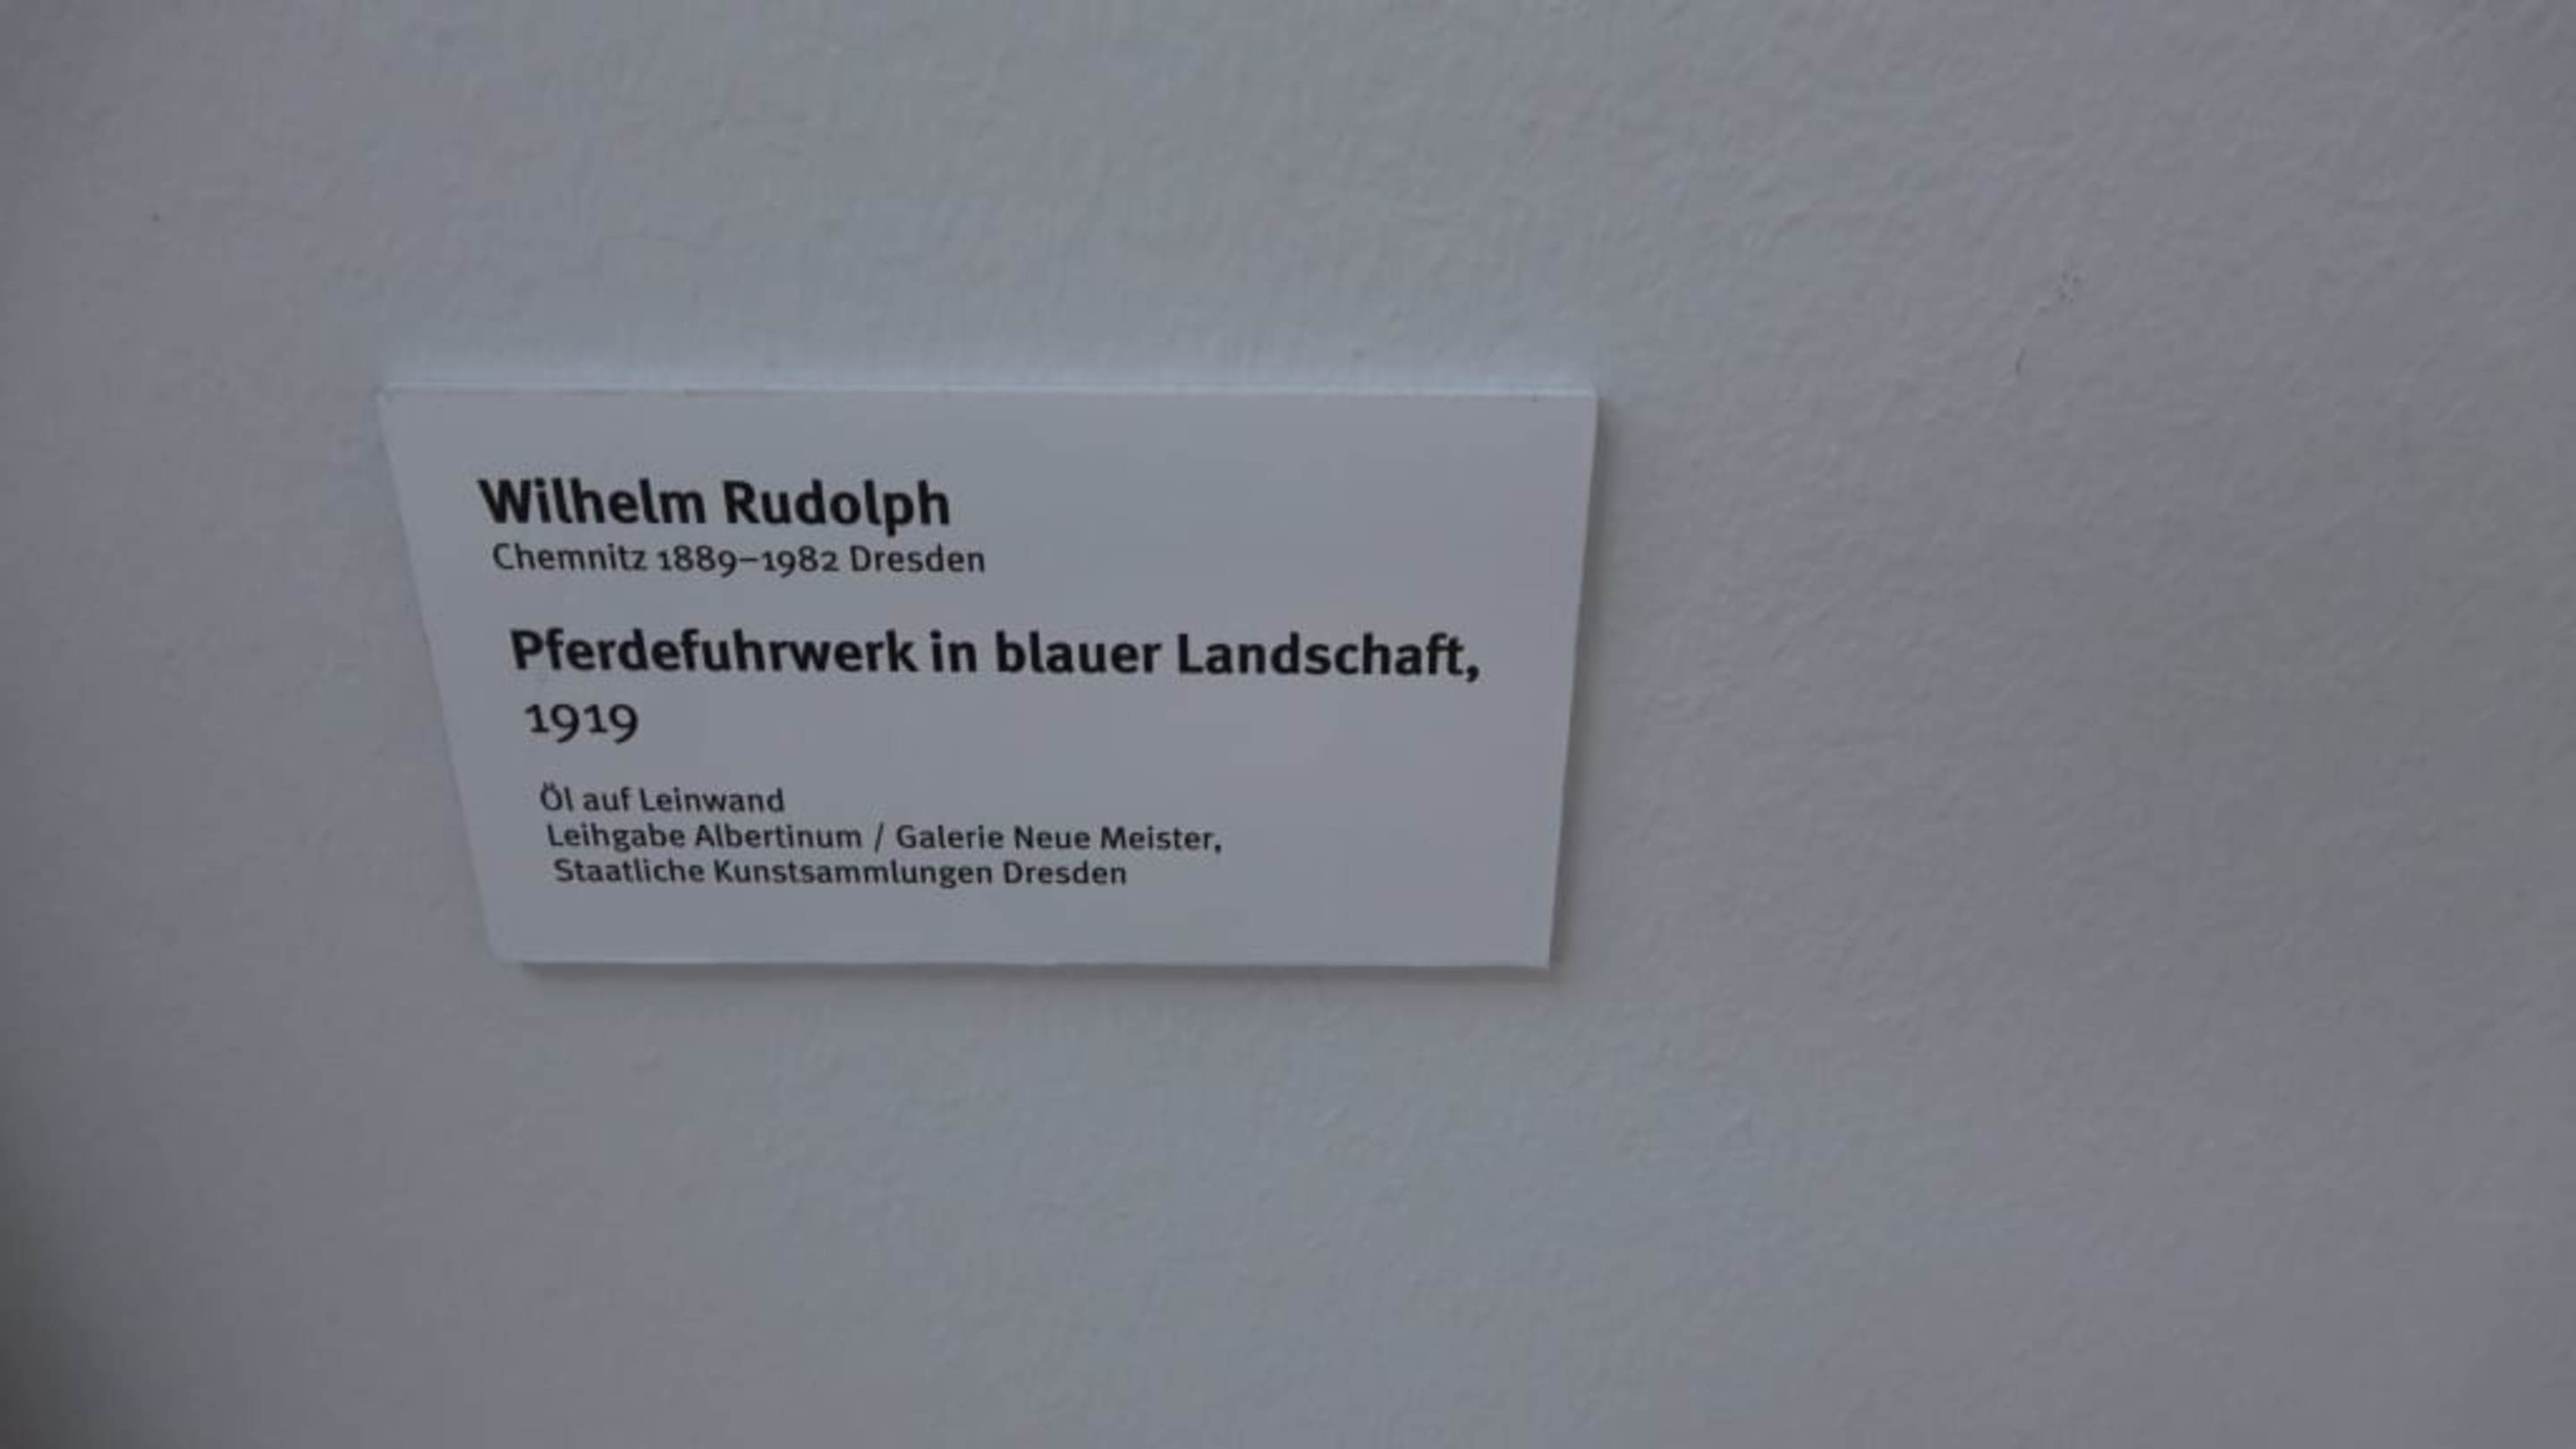 Wilhelm Rudolph
Chemnitz 1889–1982 Dresden
Pferdefuhrwerk in blauer Landschaft,
1919
Öl auf Leinwand
Leihgabe Albertinum / Galerie Neue Meister,
Staatliche Kunstsammlungen Dresden